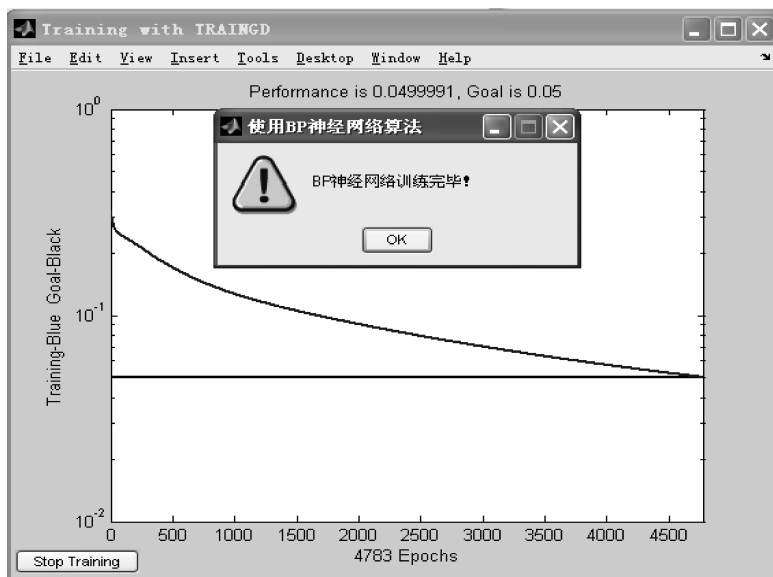 Training with TRAINGD
File Edit View Insert Tools Desktop Window Help
Performance is 0.0499991, Goal is 0.05
10^0
使用BP神经网络算法
BP神经网络训练完毕!
OK
Training-Blue Goal-Black
10^-1
10^-2
0 500 1000 1500 2000 2500 3000 3500 4000 4500
4783 Epochs
Stop Training